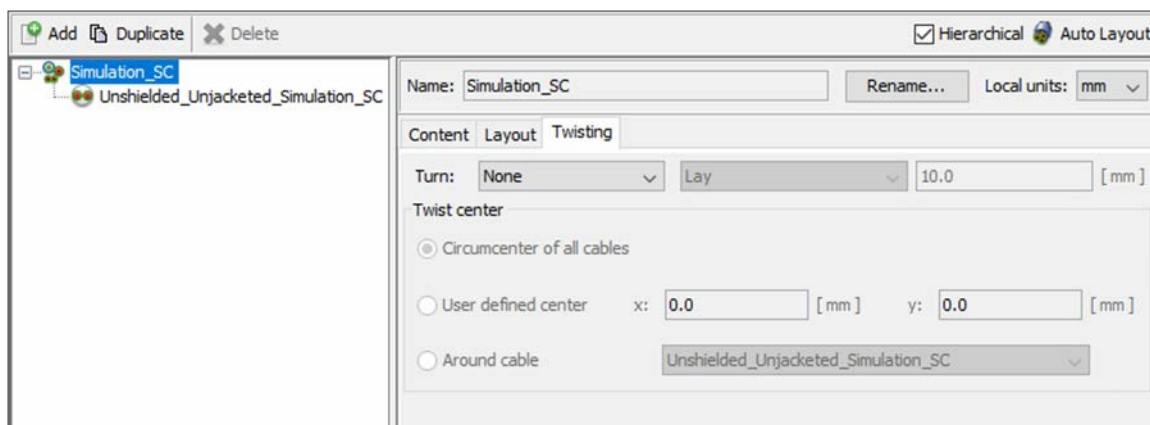 Add Duplicate Delete Hierarchical Auto Layout
Simulation_SC
Unshielded_Unjacketed_Simulation_SC
Name: Simulation_SC Rename... Local units: mm
Content Layout Twisting
Turn: None Lay 10.0 [ mm ]
Twist center
Circumcenter of all cables
User defined center x: 0.0 [ mm ] y: 0.0 [ mm ]
Around cable Unshielded_Unjacketed_Simulation_SC